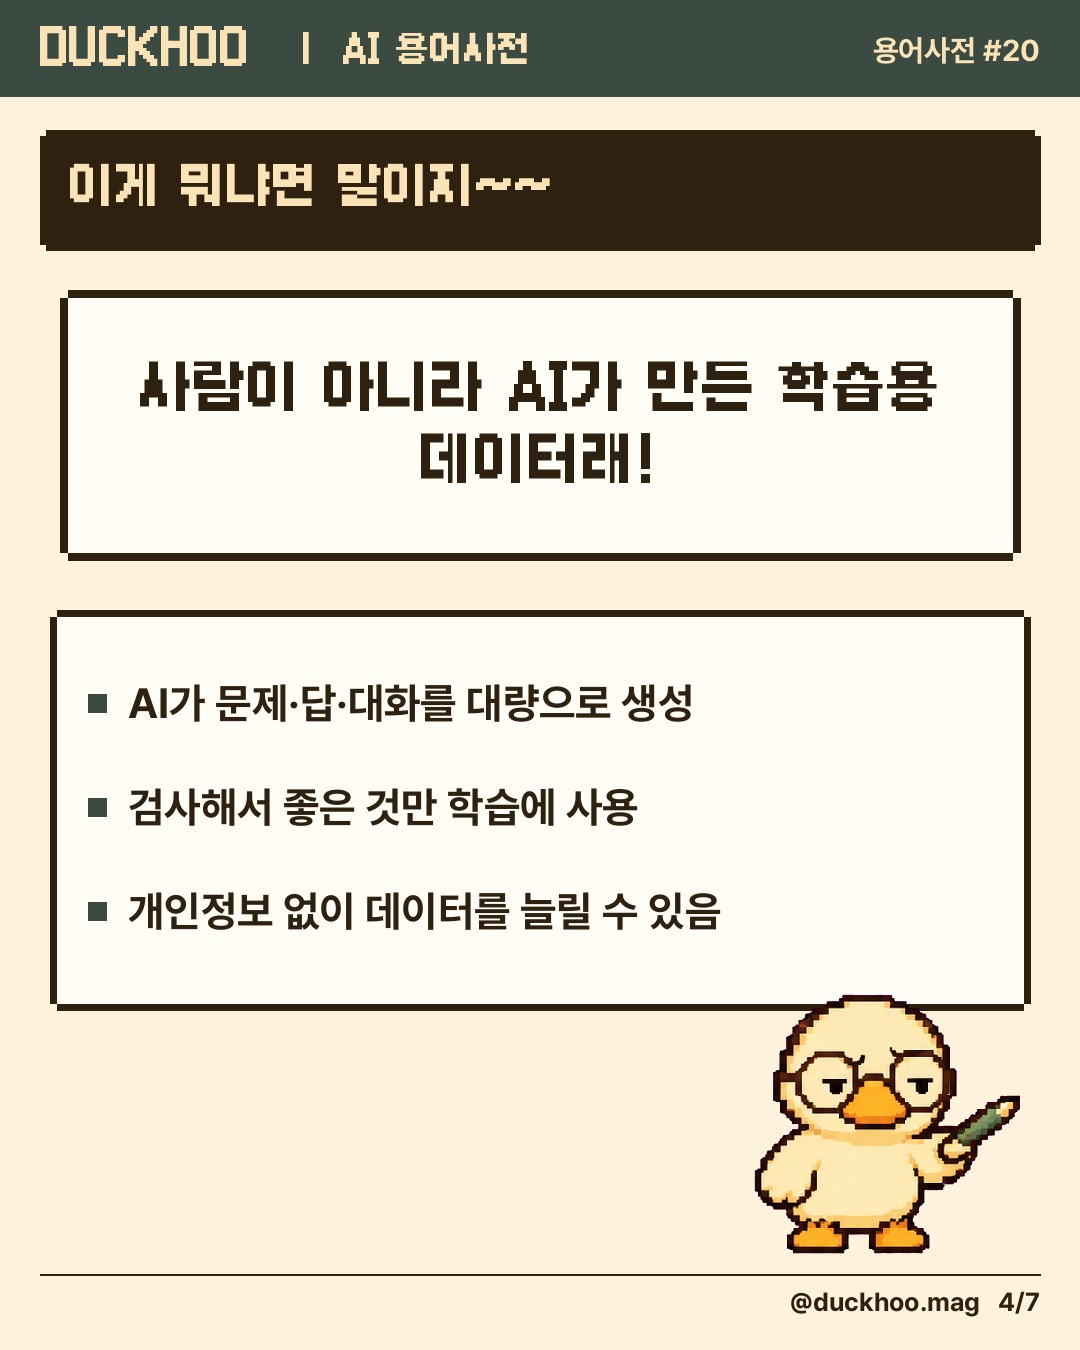 DUCKHOO | AI 용어사전 용어사전 #20
이게 뭐냐면 말이지~~
사람이 아니라 AI가 만든 학습용
데이터래!
AI가 문제·답·대화를 대량으로 생성
검사해서 좋은 것만 학습에 사용
개인정보 없이 데이터를 늘릴 수 있음
@duckhoo.mag 4/7